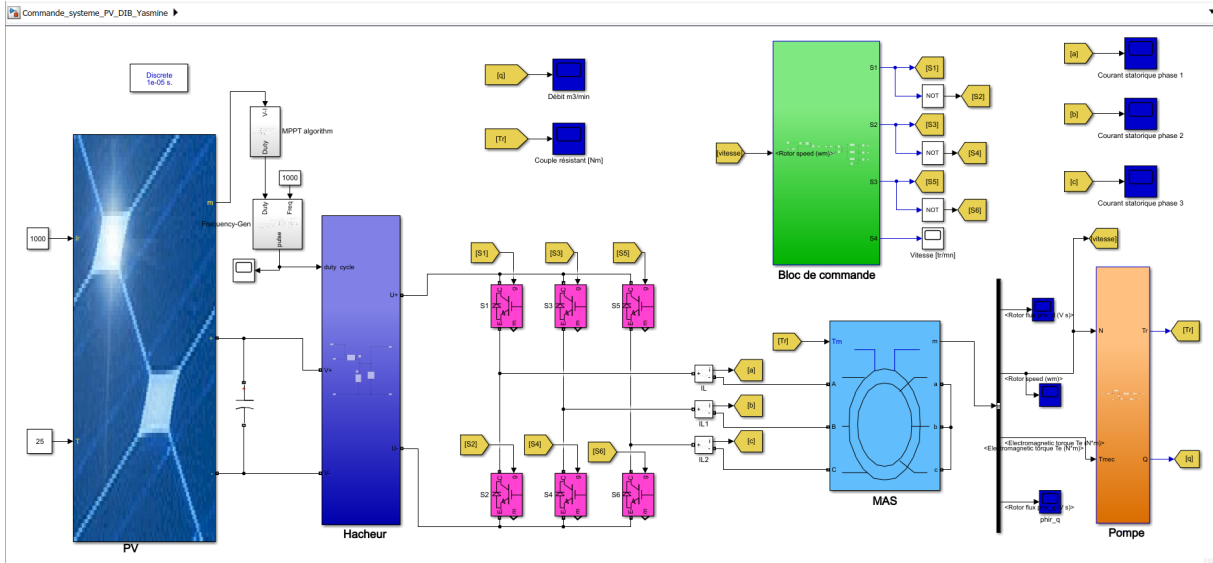 Commande_systeme_PV_DIB_Yasmine
Discrete
1e-05 s.
V-I
MPPT algorithm
Duty
1000
Duty
Freq
Frequency-Gen
pulse
m
1000
Ir
25
T
+
-
PV
duty cycle
V+
V-
U+
U-
Hacheur
[q]
Débit m3/min
[Tr]
Couple résistant [Nm]
[S1]
[S3]
[S5]
S1
S3
S5
C
g
E
m
C
g
E
m
C
g
E
m
[S2]
[S4]
[S6]
S2
S4
S6
C
g
E
m
C
g
E
m
C
g
E
m
[vitesse]
<Rotor speed (wm)>
S1
S2
S3
S4
Bloc de commande
[S1]
NOT
[S2]
[S3]
NOT
[S4]
[S5]
NOT
[S6]
Vitesse [tr/mn]
[a]
Courant statorique phase 1
[b]
Courant statorique phase 2
[c]
Courant statorique phase 3
+
i
-
IL
[a]
+
i
-
IL1
[b]
+
i
-
IL2
[c]
[Tr]
Tm
A
B
C
m
a
b
c
MAS
[vitesse]
<Rotor speed (wm)>
<Electromagnetic torque Te (N*m)>
<Electromagnetic torque Te (N*m)>
phir_q
N
Tmec
Tr
Q
Pompe
[Tr]
[q]